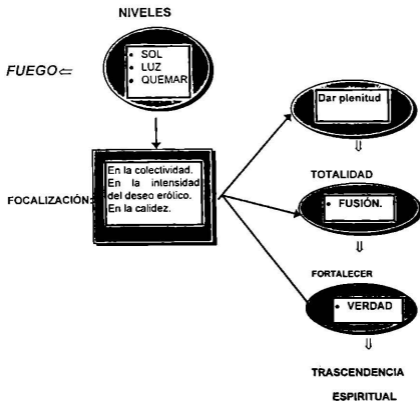 NIVELES
FUEGO⇐
• SOL
• LUZ
• QUEMAR
FOCALIZACIÓN:
En la colectividad.
En la intensidad
del deseo erólico.
En la calidez.
Dar plenitud
⇓
TOTALIDAD
• FUSIÓN.
⇓
FORTALECER
• VERDAD
⇓
TRASCENDENCIA
ESPIRITUAL